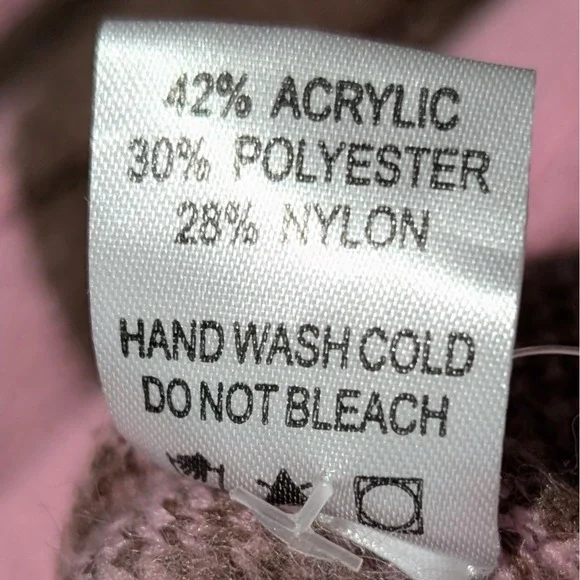 42% ACRYLIC
30% POLYESTER
28% NYLON
HAND WASH COLD
DO NOT BLEACH